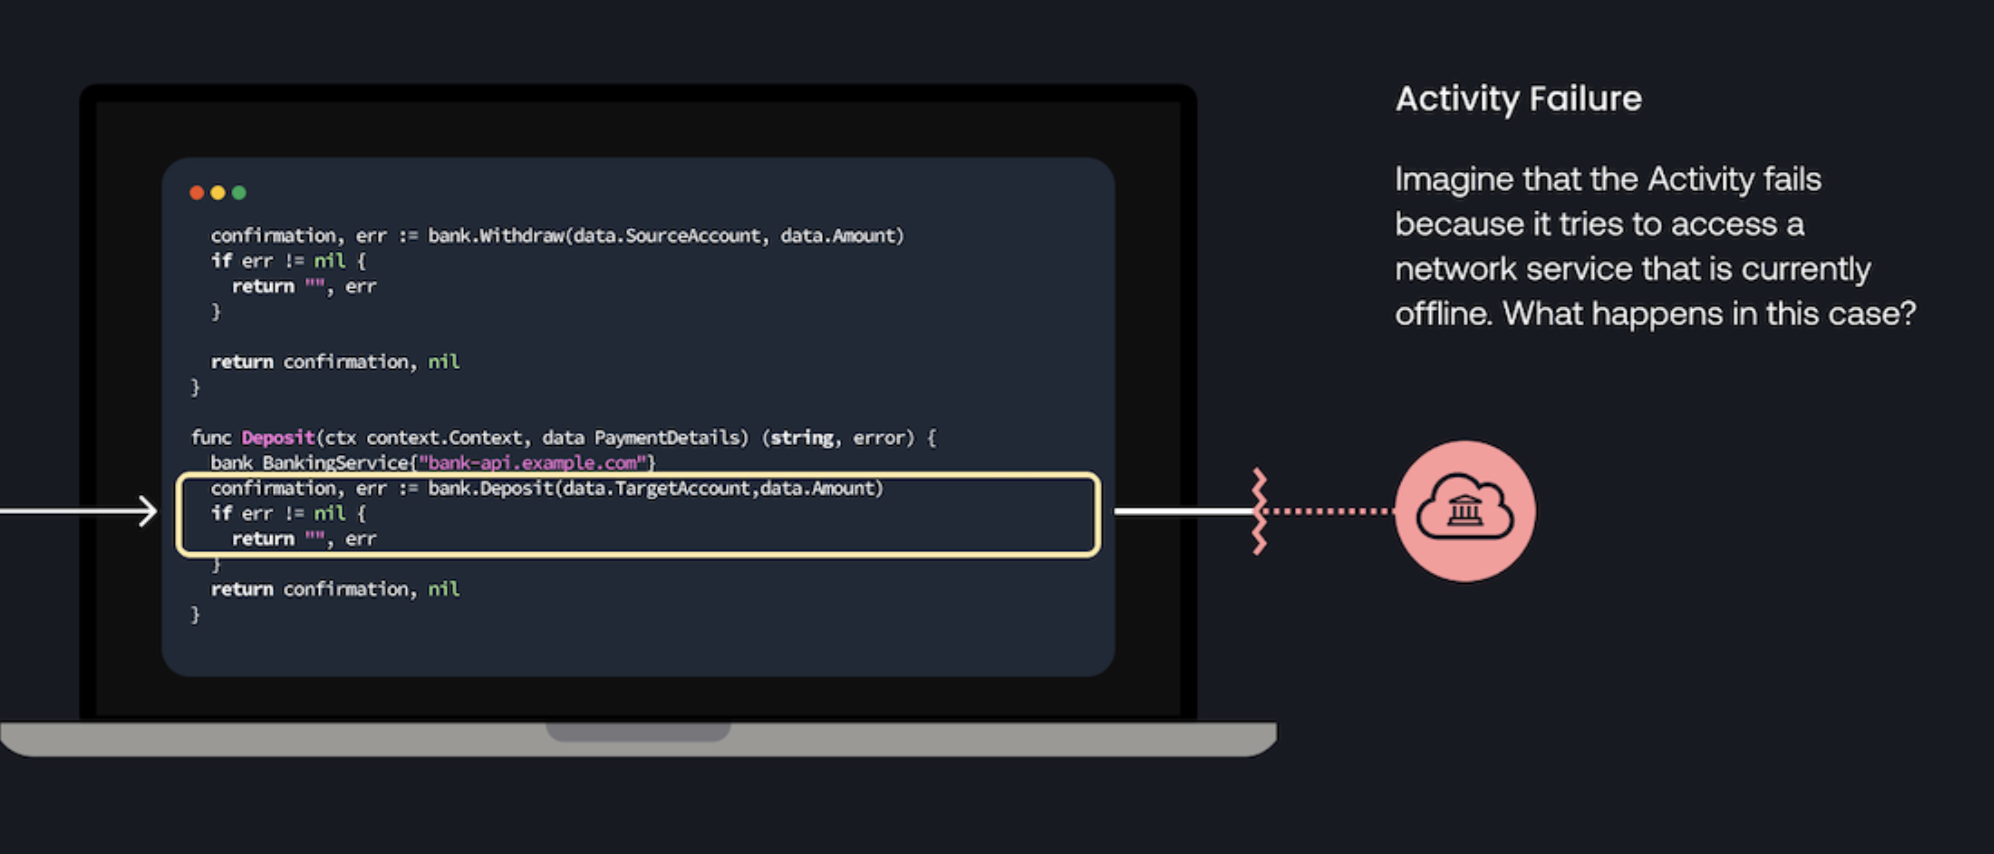 Activity Failure
Imagine that the Activity fails
because it tries to access a
network service that is currently
offline. What happens in this case?
confirmation, err := bank.Withdraw(data.SourceAccount, data.Amount)
if err != nil {
return "", err
}
return confirmation, nil
}
func Deposit(ctx context.Context, data PaymentDetails) (string, error) {
bank BankingService{"bank-api.example.com"}
confirmation, err := bank.Deposit(data.TargetAccount,data.Amount)
if err != nil {
return "", err
}
return confirmation, nil
}